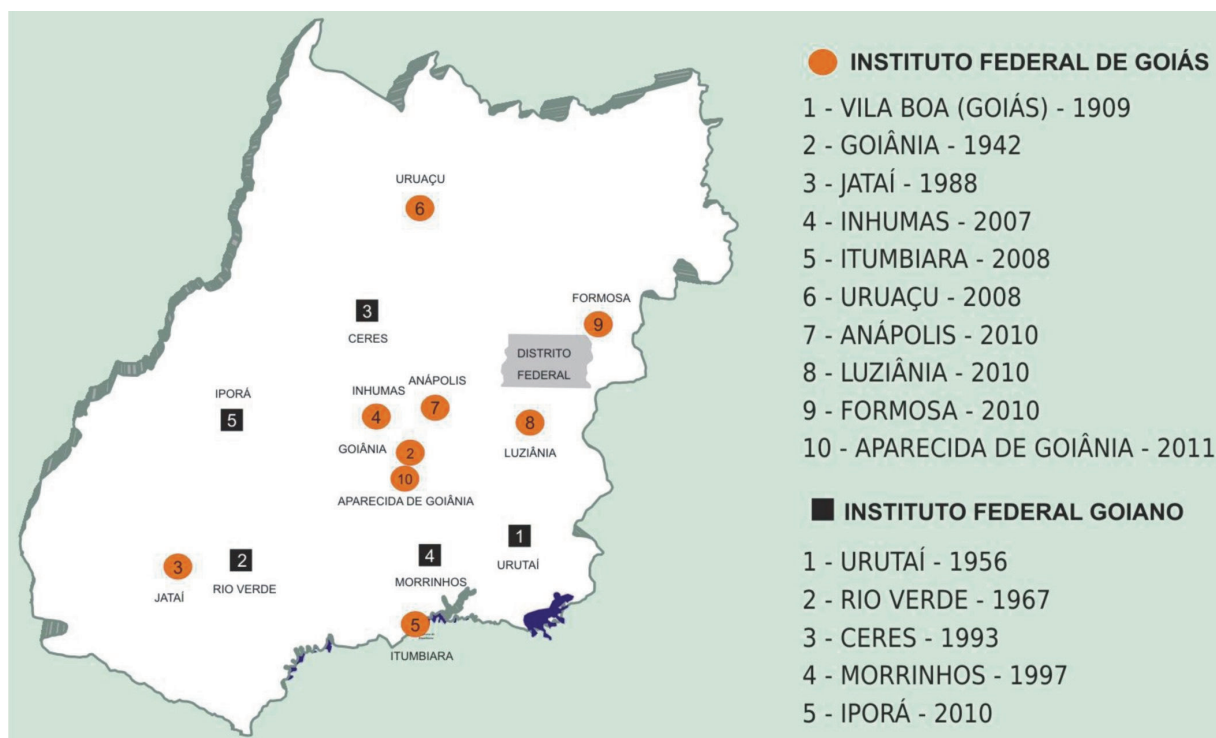 URUAÇU
6
FORMOSA
9
3
CERES
DISTRITO
FEDERAL
IPORÁ
5
INHUMAS
4
ANÁPOLIS
7
8
LUZIÂNIA
GOIÂNIA
2
10
APARECIDA DE GOIÂNIA
1
URUTAÍ
3
JATAÍ
2
RIO VERDE
4
MORRINHOS
5
ITUMBIARA
INSTITUTO FEDERAL DE GOIÁS
1 - VILA BOA (GOIÁS) - 1909
2 - GOIÂNIA - 1942
3 - JATAÍ - 1988
4 - INHUMAS - 2007
5 - ITUMBIARA - 2008
6 - URUAÇU - 2008
7 - ANÁPOLIS - 2010
8 - LUZIÂNIA - 2010
9 - FORMOSA - 2010
10 - APARECIDA DE GOIÂNIA - 2011
INSTITUTO FEDERAL GOIANO
1 - URUTAÍ - 1956
2 - RIO VERDE - 1967
3 - CERES - 1993
4 - MORRINHOS - 1997
5 - IPORÁ - 2010